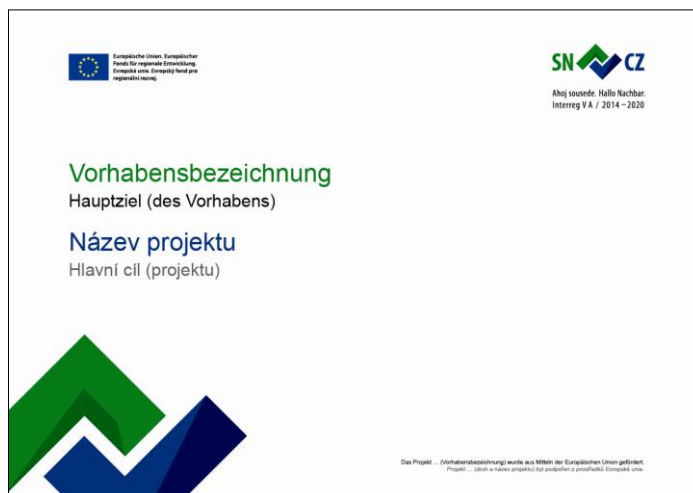 Europäische Union. Europäischer
Fonds für regionale Entwicklung.
Evropská unie. Evropský fond pro
regionální rozvoj.
SN CZ
Ahoj sousede. Hallo Nachbar.
Interreg V A / 2014 – 2020
Vorhabensbezeichnung
Hauptziel (des Vorhabens)
Název projektu
Hlavní cíl (projektu)
Das Projekt ... (Vorhabensbezeichnung) wurde aus Mitteln der Europäischen Union gefördert.
Projekt .... (druh a název projektu) byl podpořen z prostředků Evropské unie.